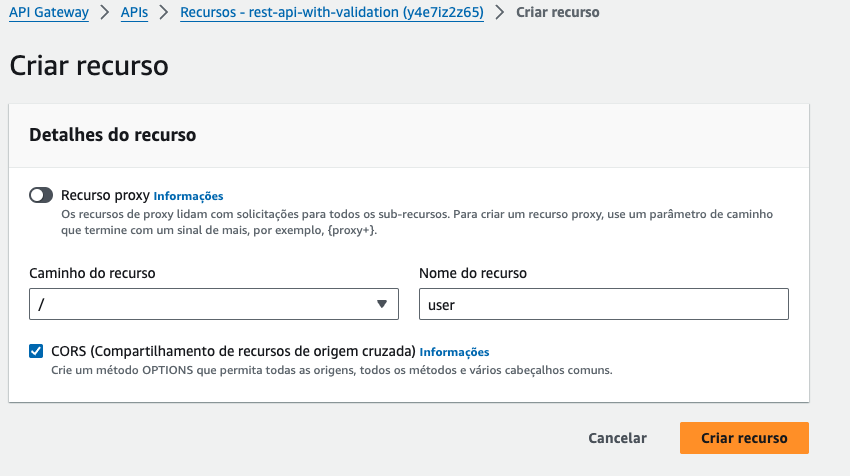 API Gateway > APIs > Recursos - rest-api-with-validation (y4e7iz2z65) > Criar recurso
Criar recurso
Detalhes do recurso
Recurso proxy Informações
Os recursos de proxy lidam com solicitações para todos os sub-recursos. Para criar um recurso proxy, use um parâmetro de caminho
que termine com um sinal de mais, por exemplo, {proxy+}.
Caminho do recurso
/
Nome do recurso
user
CORS (Compartilhamento de recursos de origem cruzada) Informações
Crie um método OPTIONS que permita todas as origens, todos os métodos e vários cabeçalhos comuns.
Cancelar
Criar recurso